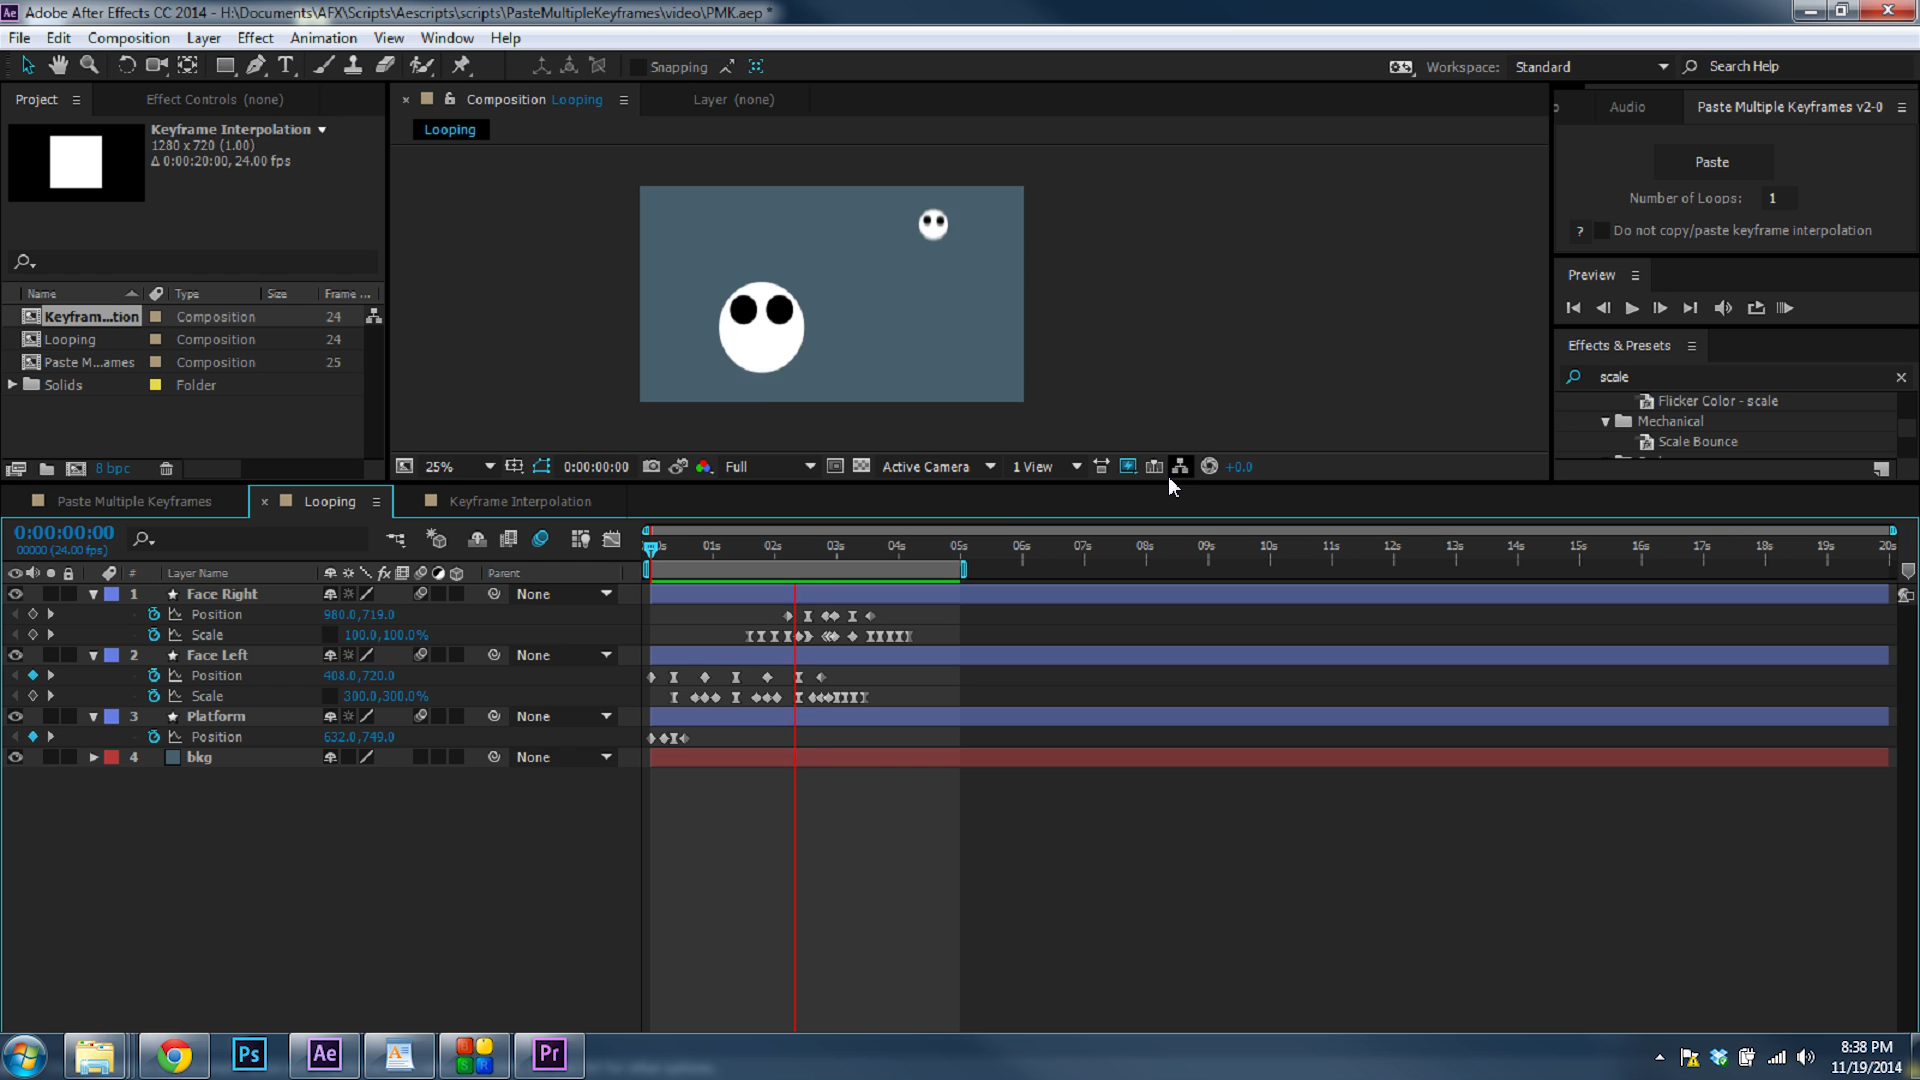 Ae Adobe After Effects CC 2014 - H:\Documents\AFX\Scripts\Aescripts\scripts\PasteMultipleKeyframes\video\PMK.aep *
File Edit Composition Layer Effect Animation View Window Help
T Snapping Workspace: Standard Search Help
Project Effect Controls (none) Composition Looping Layer (none) Audio Paste Multiple Keyframes v2-0
Keyframe Interpolation
1280 x 720 (1.00)
Δ 0:00:20:00, 24.00 fps
Looping
Paste
Number of Loops: 1
? Do not copy/paste keyframe interpolation
Preview
Name Type Size Frame ...
Keyfram...tion Composition 24
Looping Composition 24
Paste M...ames Composition 25
Solids Folder
Effects & Presets
scale
Flicker Color - scale
Mechanical
Scale Bounce
8 bpc
25% 0:00:00:00 Full Active Camera 1 View +0.0
Paste Multiple Keyframes Looping Keyframe Interpolation
0:00:00:00
00000 (24.00 fps)
01s 02s 03s 04s 05s 06s 07s 08s 09s 10s 11s 12s 13s 14s 15s 16s 17s 18s 19s 20s
# Layer Name fx Parent
1 Face Right None
Position 980.0,719.0
Scale 100.0,100.0%
2 Face Left None
Position 408.0,720.0
Scale 300.0,300.0%
3 Platform None
Position 632.0,749.0
4 bkg None
Ps Ae A B S R Pr
8:38 PM
11/19/2014